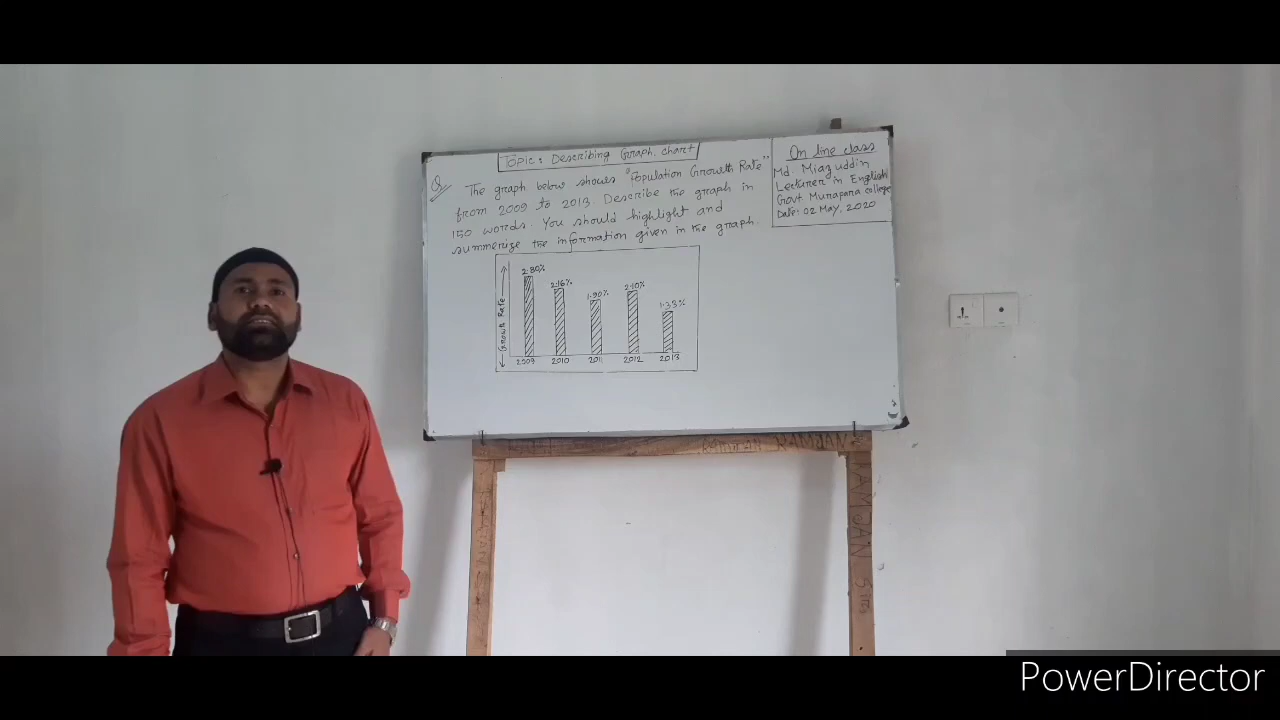 Topic: Describing Graph, chart
Q
The graph below shows "Population Growth Rate"
from 2009 to 2013. Describe the graph in
150 words. You should highlight and
summerize the information given in the graph.
On line class
Md. Miazuddin
Lecturer in English
Govt Murapara college
Date: 02 May, 2020
Growth Rate
2.80%
2.16%
1.90%
2.10%
1.33%
2009
2010
2011
2012
2013
RAMJAN
RAMJAN
PowerDirector